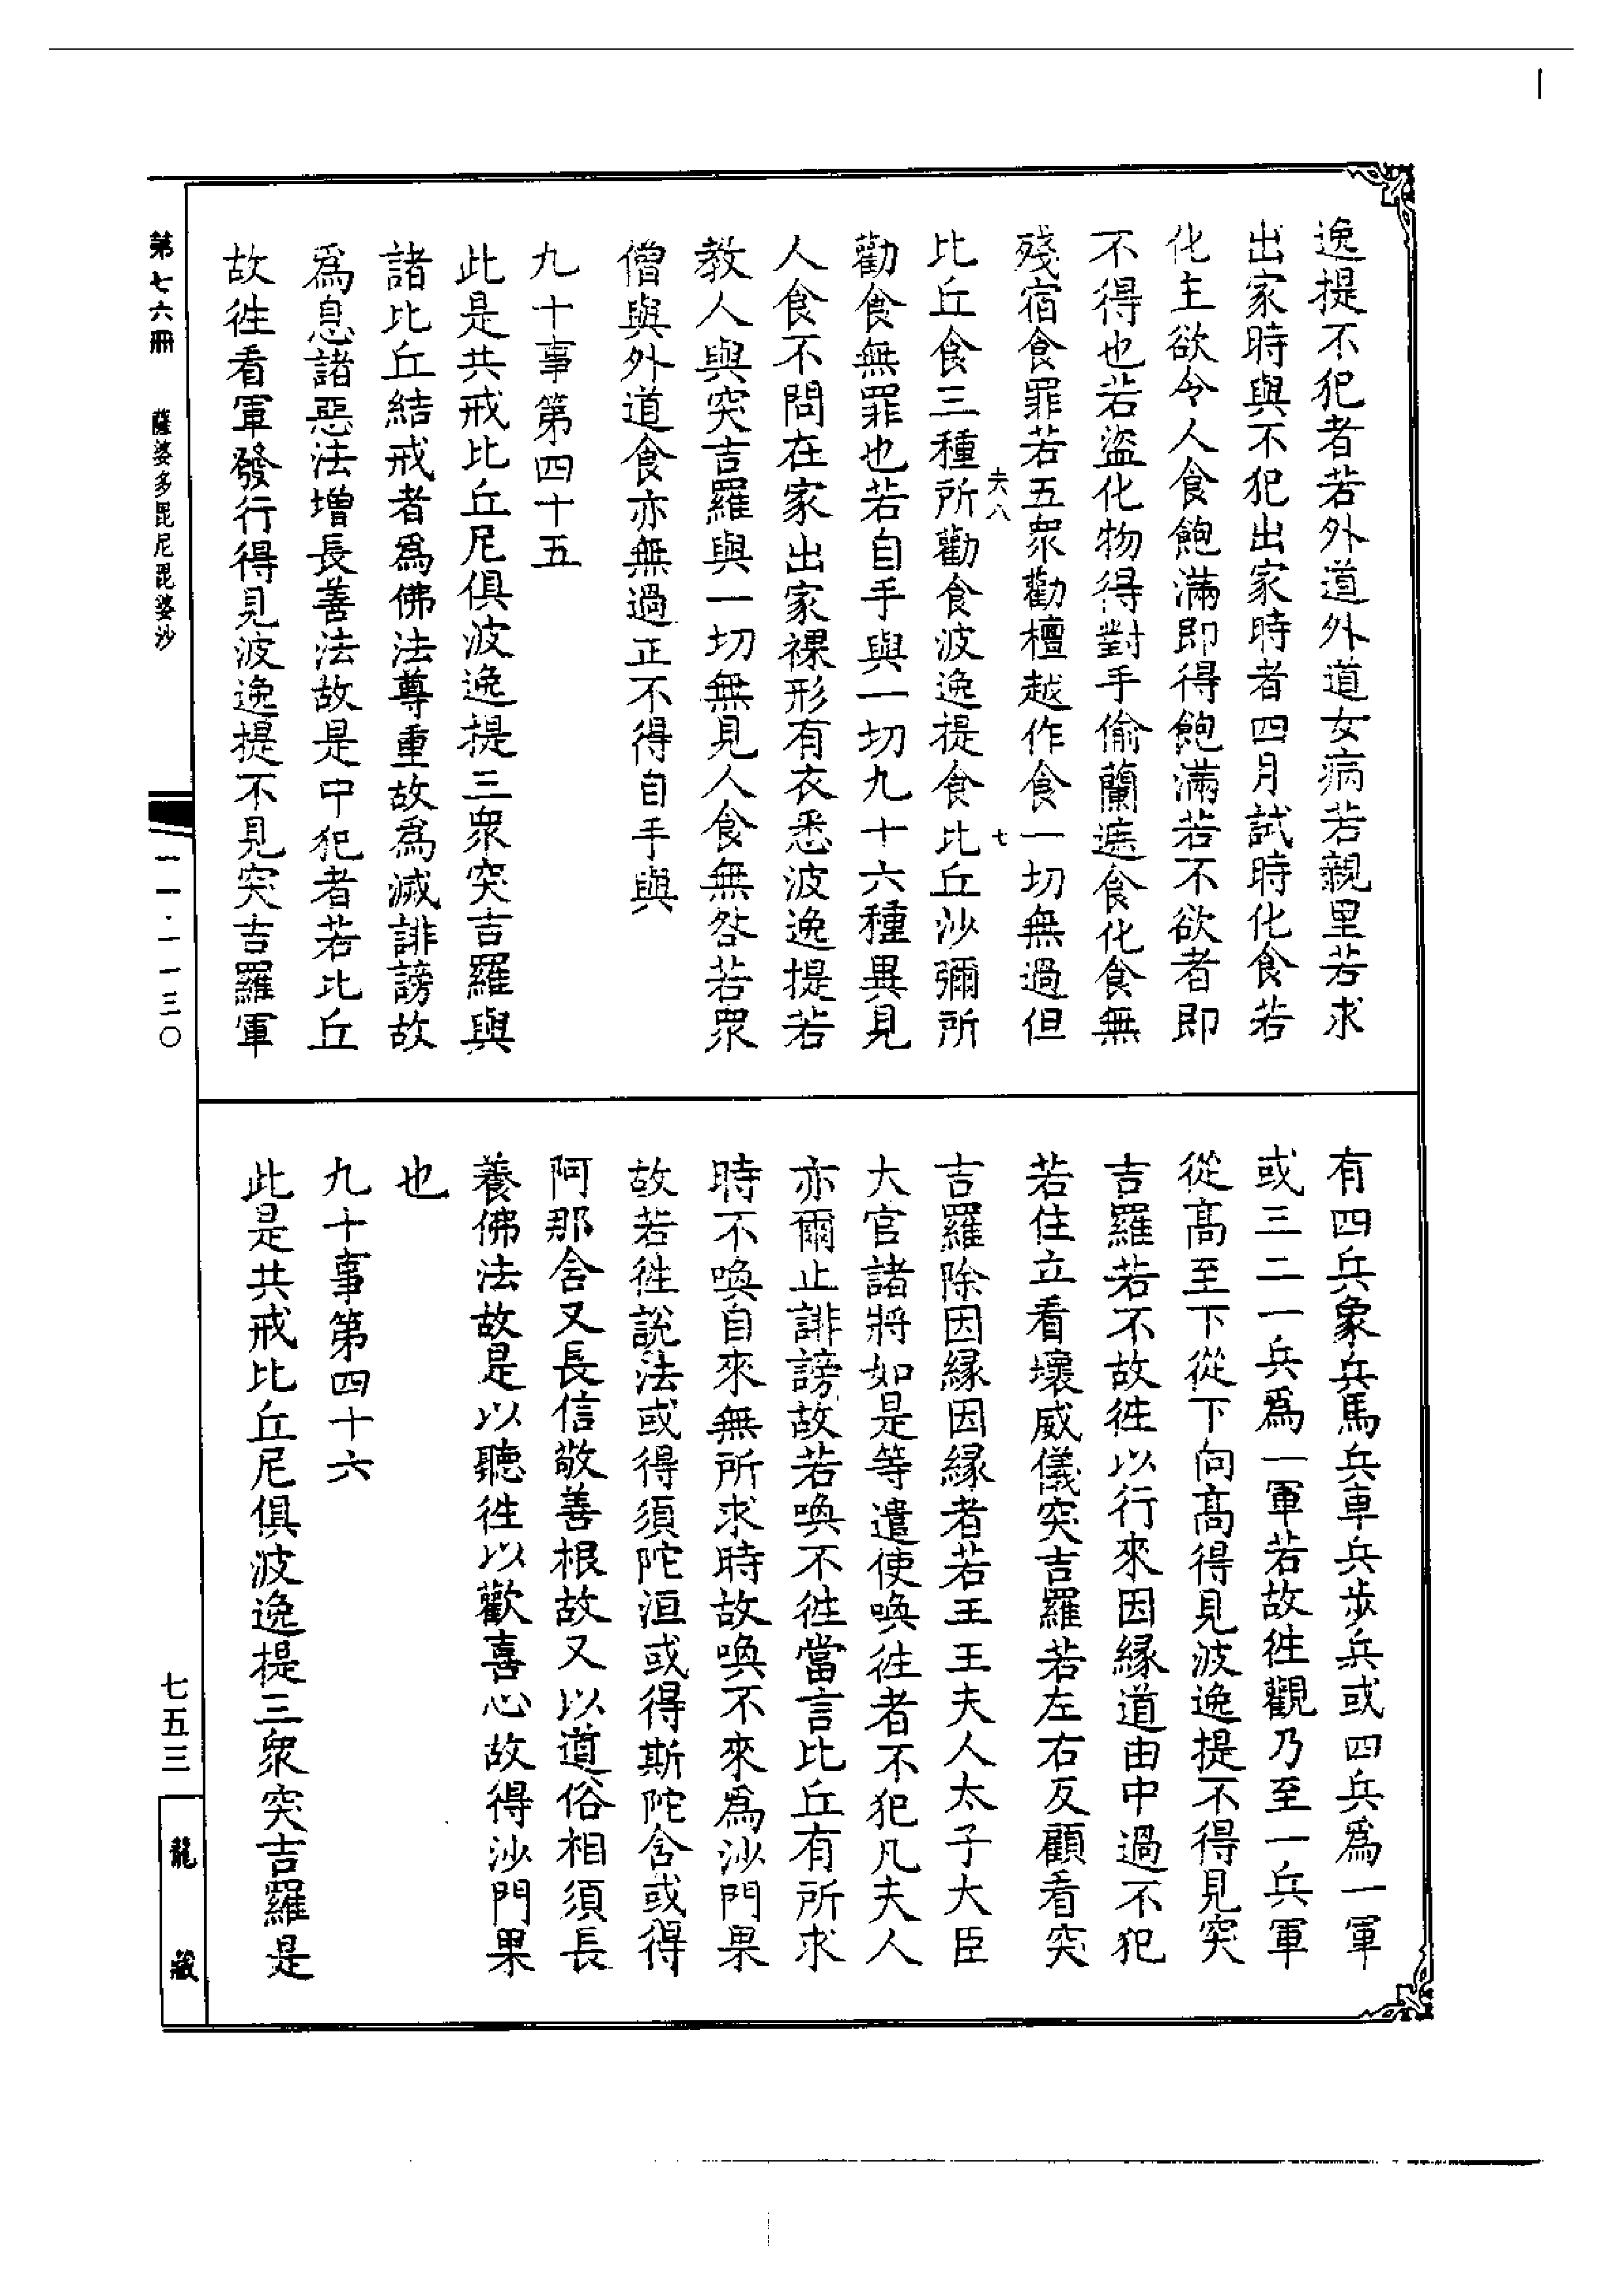 逸提不犯者若外道外道女病若親里若求
出家時與不犯出家時者四月試時化食若
化主欲令人食飽滿即得飽滿若不欲者即
不得也若盜化物得對手偷蘭遮食化食無
殘宿食罪若五眾勸檀越作食一切無過但
比丘食三種所勸食波逸提食比丘沙彌所
勸食無罪也若自手與一切九十六種異見
人食不問在家出家裸形有衣悉波逸提若
教人與突吉羅與一切無見人食無咎若眾
僧與外道食亦無過正不得自手與
九十事第四十五
此是共戒比丘尼俱波逸提三眾突吉羅與
諸比丘結戒者爲佛法尊重故爲滅誹謗故
爲息諸惡法增長善法故是中犯者若比丘
故徃看軍發行得見波逸提不見突吉羅軍
七
有四兵象兵馬兵車兵步兵或四兵爲一軍
或三二一兵爲一軍若故徃觀乃至一兵軍
從高至下從下向高得見波逸提不得見突
吉羅若不故徃以行來因緣道由中過不犯
若住立看壞威儀突吉羅若左右反顧看突
吉羅除因緣因緣者若王王夫人太子大臣
大官諸將如是等遣使喚徃者不犯凡夫人
亦爾止誹謗故若喚不徃當言比丘有所求
時不喚自來無所求時故喚不來爲沙門果
故若徃說法或得須陀洹或得斯陀含或得
阿那含又長信敬善根故又以道俗相須長
養佛法故是以聽徃以歡喜心故得沙門果
也
九十事第四十六
此是共戒比丘尼俱波逸提三眾突吉羅是
第七六冊 薩婆多毘尼毘婆沙
一一·一一三〇
七五三
龍藏